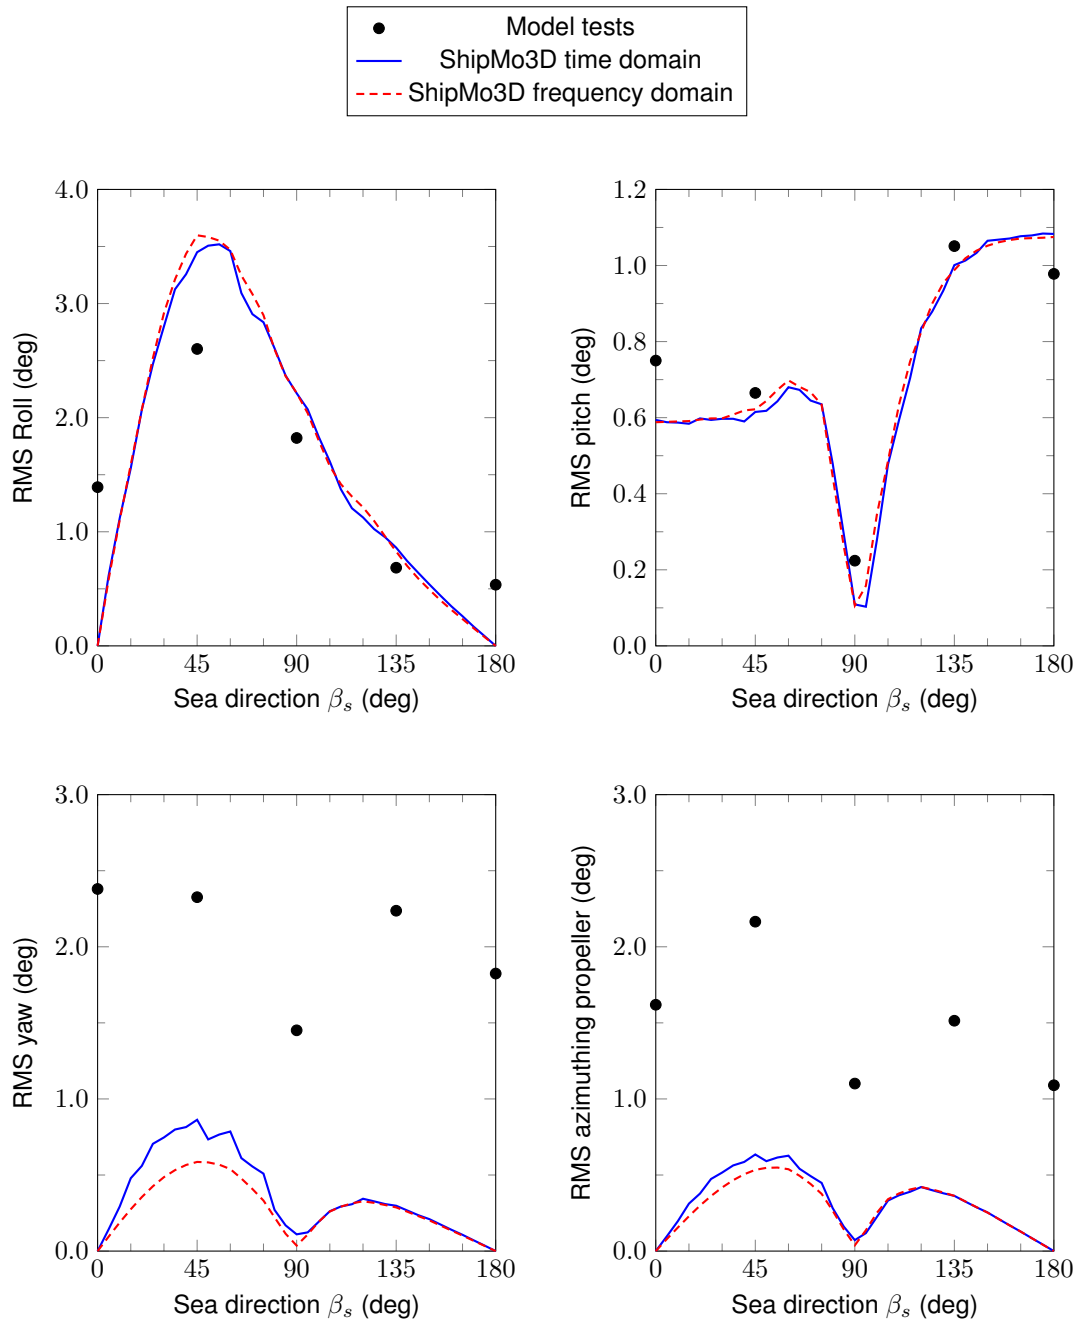 Model tests
ShipMo3D time domain
ShipMo3D frequency domain
4.0
3.0
2.0
1.0
0.0
RMS Roll (deg)
0 45 90 135 180
Sea direction βs (deg)
1.2
1.0
0.8
0.6
0.4
0.2
0.0
RMS pitch (deg)
0 45 90 135 180
Sea direction βs (deg)
3.0
2.0
1.0
0.0
RMS yaw (deg)
0 45 90 135 180
Sea direction βs (deg)
3.0
2.0
1.0
0.0
RMS azimuthing propeller (deg)
0 45 90 135 180
Sea direction βs (deg)